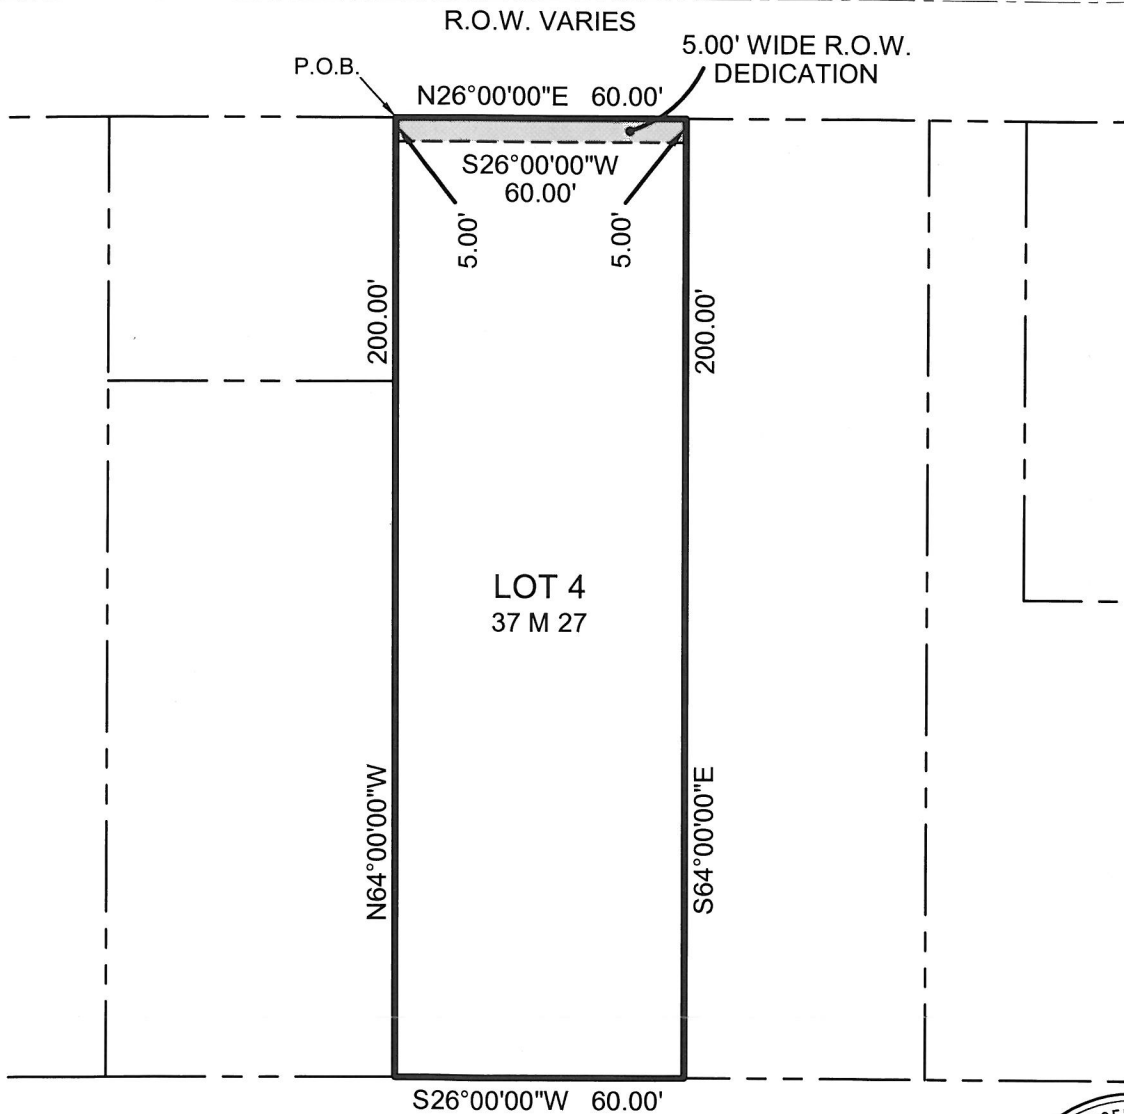 R.O.W. VARIES
5.00' WIDE R.O.W.
DEDICATION
P.O.B.
N26°00'00"E 60.00'
S26°00'00"W
60.00'
5.00'
5.00'
200.00'
200.00'
LOT 4
37 M 27
N64°00'00"W
S64°00'00"E
S26°00'00"W 60.00'